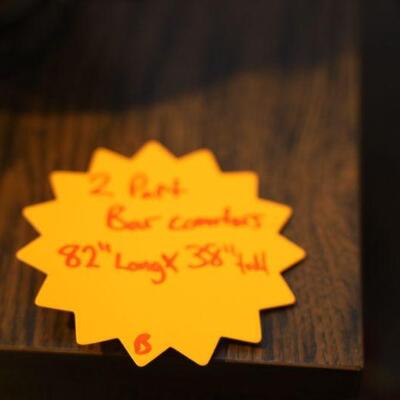 2 Part
Bar counters
82" Long X 38" tall
B